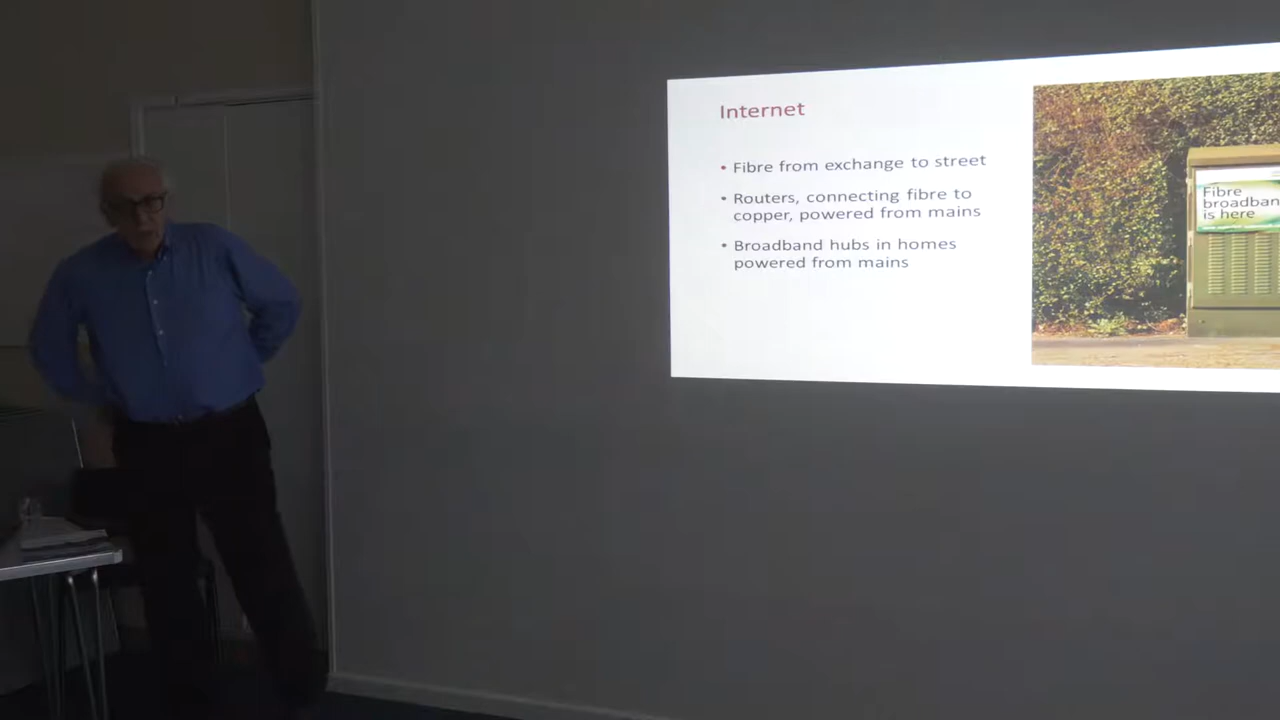 Internet
• Fibre from exchange to street
• Routers, connecting fibre to
copper, powered from mains
• Broadband hubs in homes
powered from mains
Fibre
broadban
is here